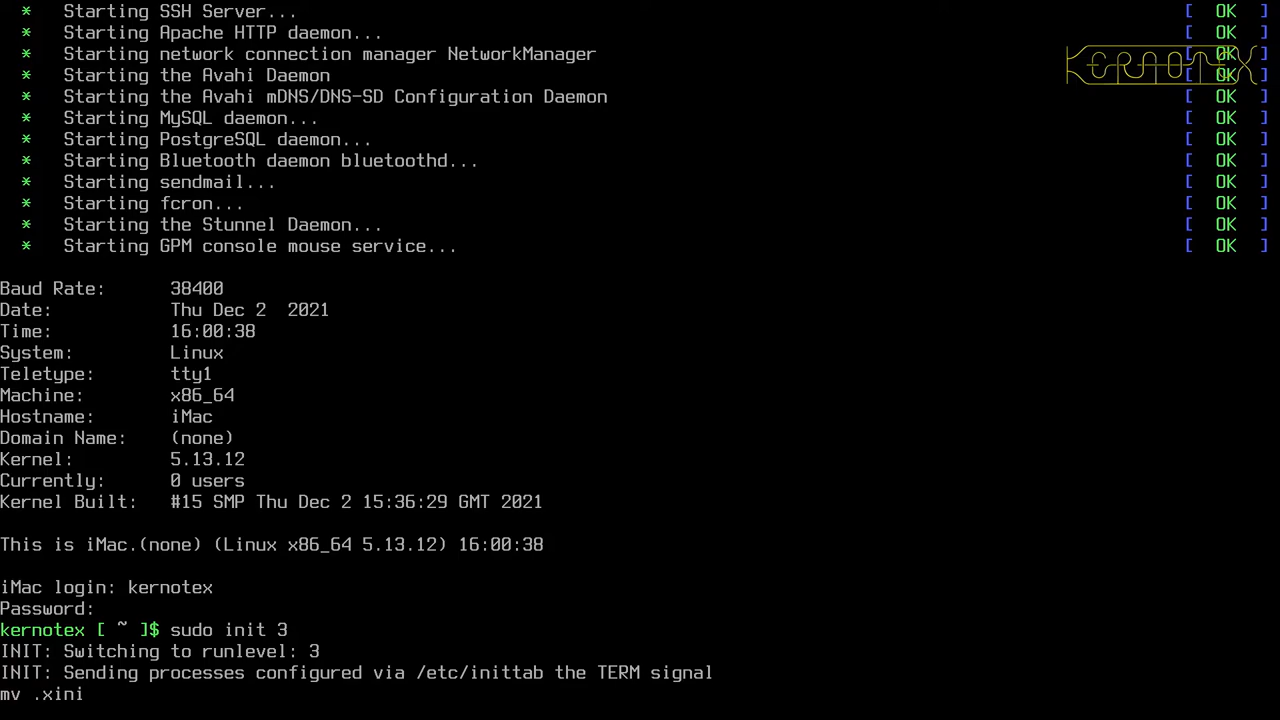 * Starting SSH Server... [ OK ]
* Starting Apache HTTP daemon... [ OK ]
* Starting network connection manager NetworkManager [ OK ]
KERNOTEX
* Starting the Avahi Daemon [ OK ]
* Starting the Avahi mDNS/DNS-SD Configuration Daemon [ OK ]
* Starting MySQL daemon... [ OK ]
* Starting PostgreSQL daemon... [ OK ]
* Starting Bluetooth daemon bluetoothd... [ OK ]
* Starting sendmail... [ OK ]
* Starting fcron... [ OK ]
* Starting the Stunnel Daemon... [ OK ]
* Starting GPM console mouse service... [ OK ]
Baud Rate: 38400
Date: Thu Dec 2 2021
Time: 16:00:38
System: Linux
Teletype: tty1
Machine: x86_64
Hostname: iMac
Domain Name: (none)
Kernel: 5.13.12
Currently: 0 users
Kernel Built: #15 SMP Thu Dec 2 15:36:29 GMT 2021
This is iMac.(none) (Linux x86_64 5.13.12) 16:00:38
iMac login: kernotex
Password:
kernotex [ ~ ]$ sudo init 3
INIT: Switching to runlevel: 3
INIT: Sending processes configured via /etc/inittab the TERM signal
mv .xini